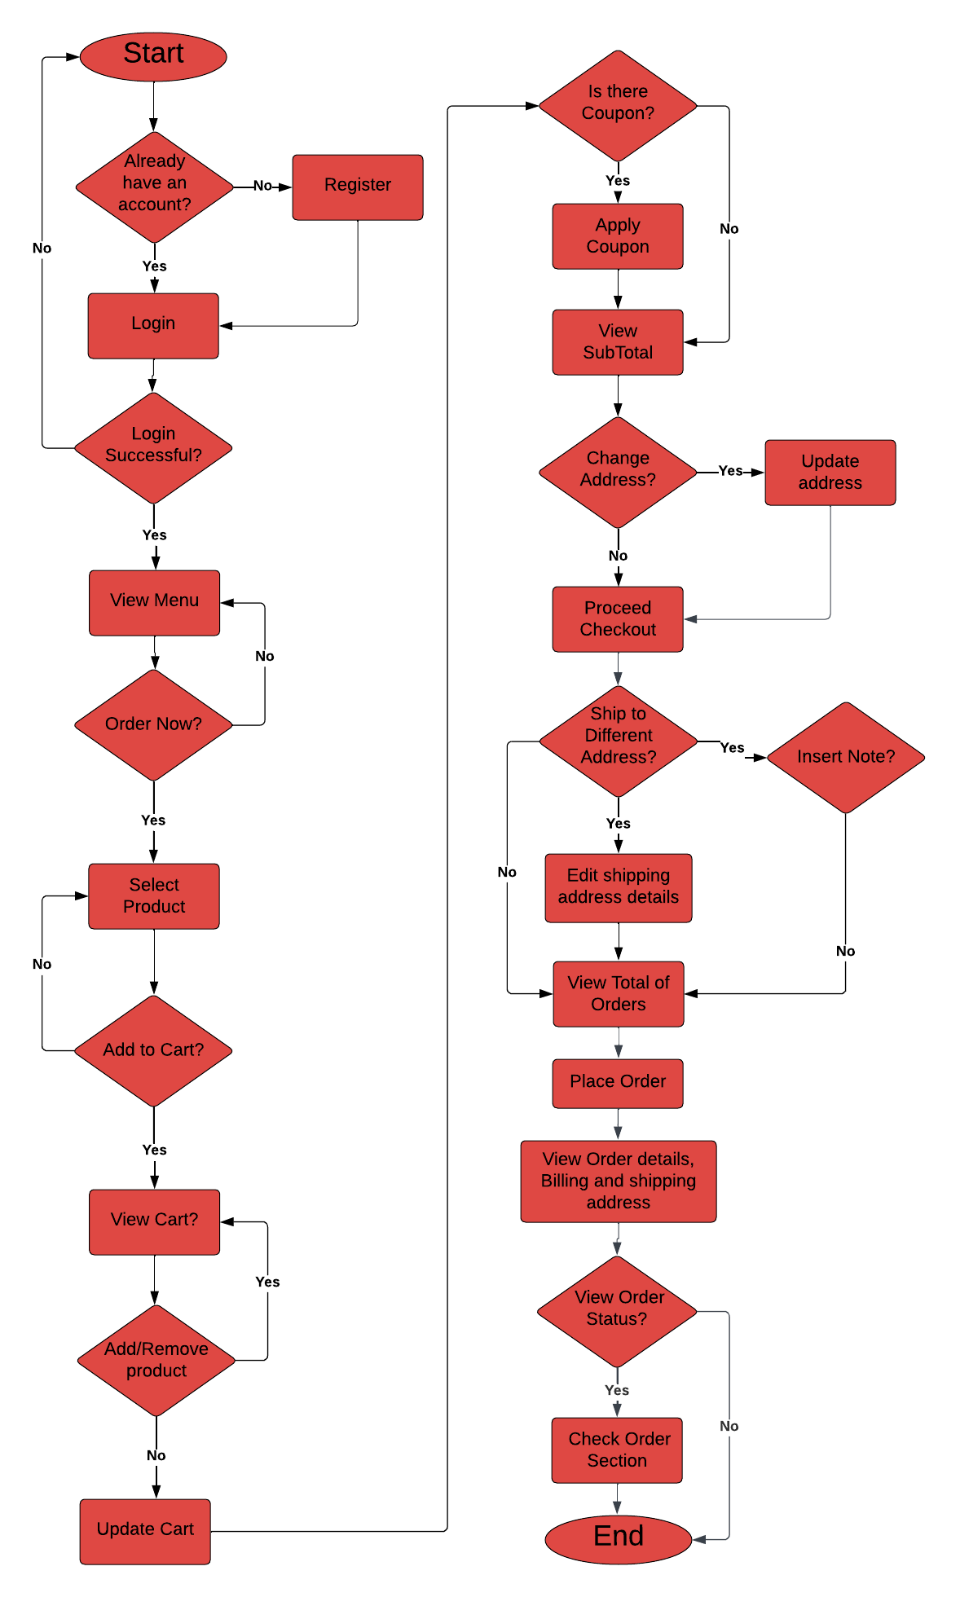 Start
Already
have an
account?
No
Register
Yes
Login
No
Login
Successful?
Yes
View Menu
No
Order Now?
Yes
Select
Product
No
Add to Cart?
Yes
View Cart?
Yes
Add/Remove
product
No
Update Cart
Is there
Coupon?
Yes
No
Apply
Coupon
View
SubTotal
Change
Address?
Yes
Update
address
No
Proceed
Checkout
Ship to
Different
Address?
Yes
Insert Note?
Yes
No
Edit shipping
address details
No
View Total of
Orders
Place Order
View Order details,
Billing and shipping
address
View Order
Status?
Yes
No
Check Order
Section
End